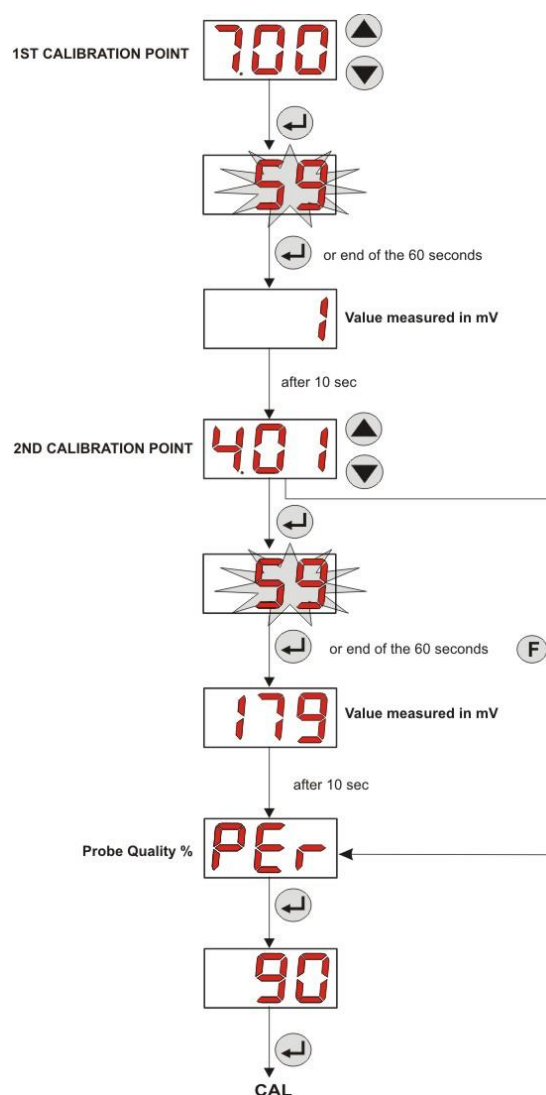 1ST CALIBRATION POINT 7.00
59
or end of the 60 seconds
1 Value measured in mV
after 10 sec
2ND CALIBRATION POINT 4.01
59
or end of the 60 seconds F
179 Value measured in mV
after 10 sec
Probe Quality % PEr
90
CAL